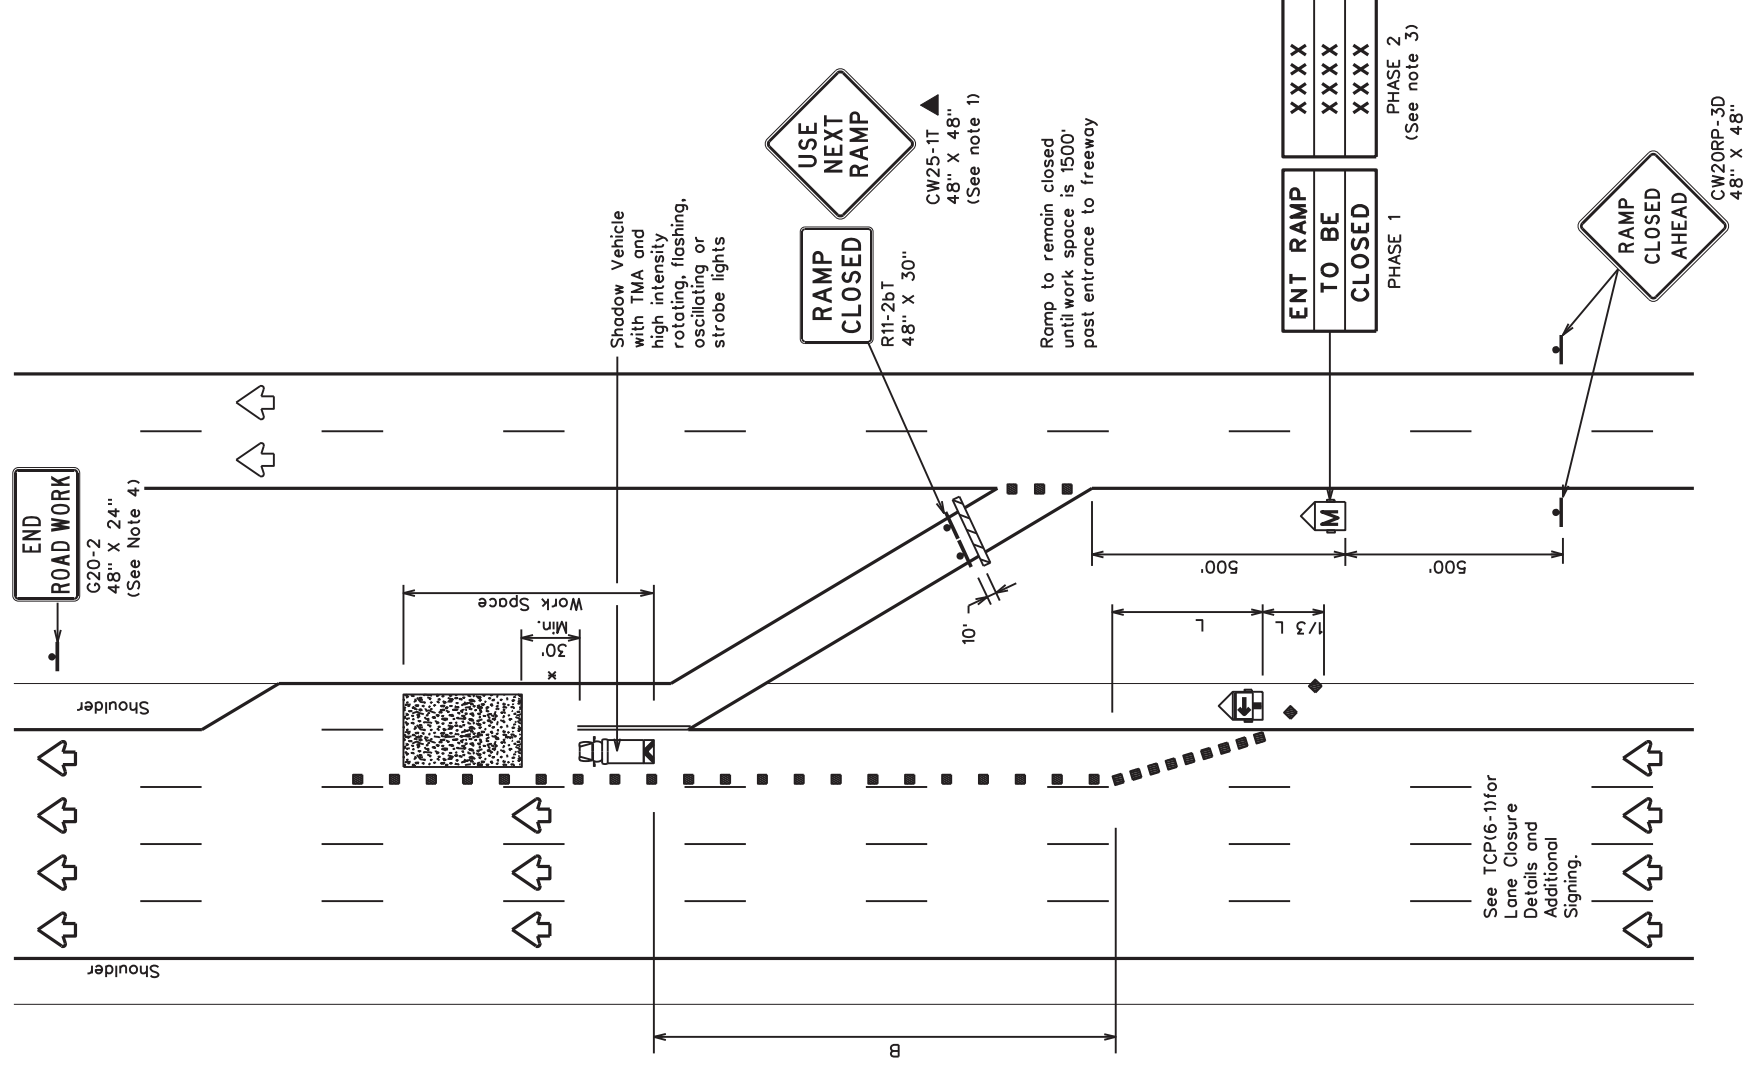 END
ROAD WORK
G20-2
48" X 24"
(See Note 4)
Shoulder
Shoulder
Work Space
Min.
30'
*
Shadow Vehicle
with TMA and
high intensity
rotating, flashing,
oscillating or
strobe lights
RAMP
CLOSED
R11-2bT
48" X 30"
USE
NEXT
RAMP
CW25-1T
48" X 48"
(See note 1)
10'
Ramp to remain closed
until work space is 1500'
past entrance to freeway
ENT RAMP
TO BE
CLOSED
PHASE 1
XXXX
XXXX
XXXX
PHASE 2
(See note 3)
M
500'
500'
L
1/3 L
B
RAMP
CLOSED
AHEAD
CW20RP-3D
48" X 48"
See TCP(6-1)for
Lane Closure
Details and
Additional
Signing.